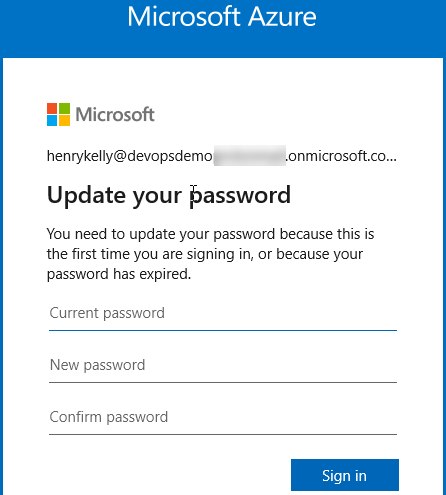 Microsoft Azure
Microsoft
henrykelly@devopsdemo .onmicrosoft.co...
Update your password
You need to update your password because this is
the first time you are signing in, or because your
password has expired.
Current password
New password
Confirm password
Sign in